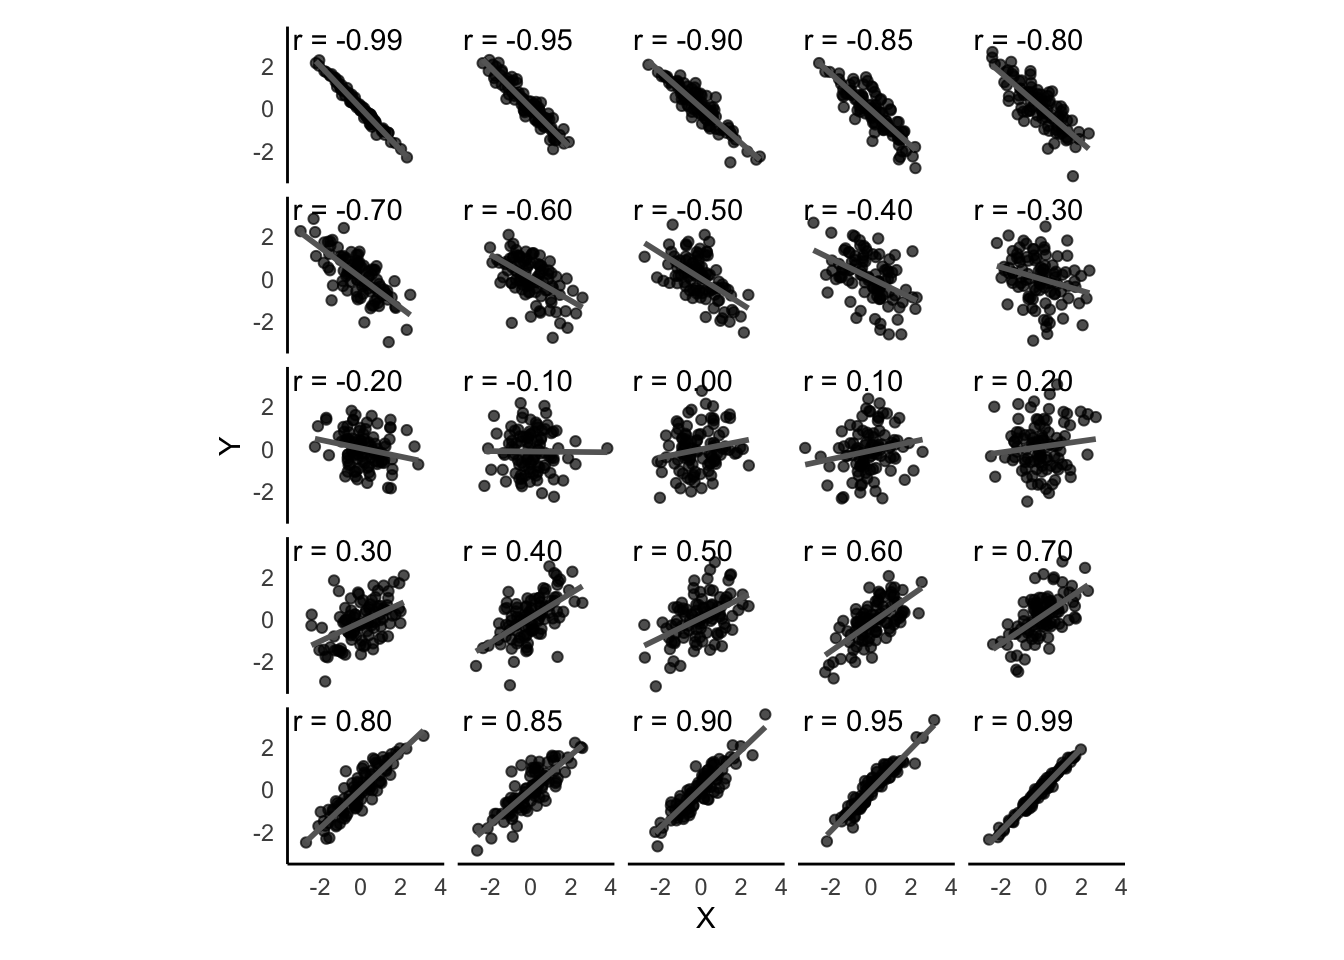 r = -0.99 r = -0.95 r = -0.90 r = -0.85 r = -0.80
2
0
-2
r = -0.70 r = -0.60 r = -0.50 r = -0.40 r = -0.30
2
0
-2
r = -0.20 r = -0.10 r = 0.00 r = 0.10 r = 0.20
2
0
-2
Y
r = 0.30 r = 0.40 r = 0.50 r = 0.60 r = 0.70
2
0
-2
r = 0.80 r = 0.85 r = 0.90 r = 0.95 r = 0.99
2
0
-2
-2 0 2 4 -2 0 2 4 -2 0 2 4 -2 0 2 4 -2 0 2 4
X